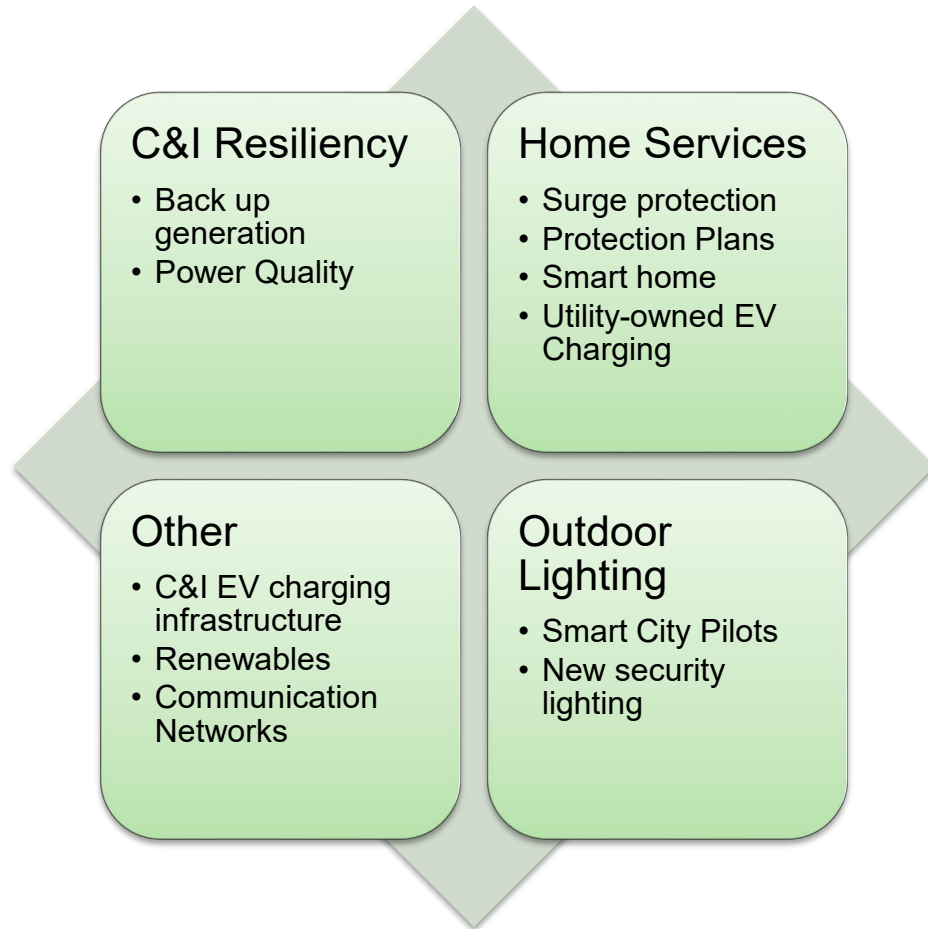 C&I Resiliency
• Back up
generation
• Power Quality
Home Services
• Surge protection
• Protection Plans
• Smart home
• Utility-owned EV
Charging
Other
• C&I EV charging
infrastructure
• Renewables
• Communication
Networks
Outdoor
Lighting
• Smart City Pilots
• New security
lighting